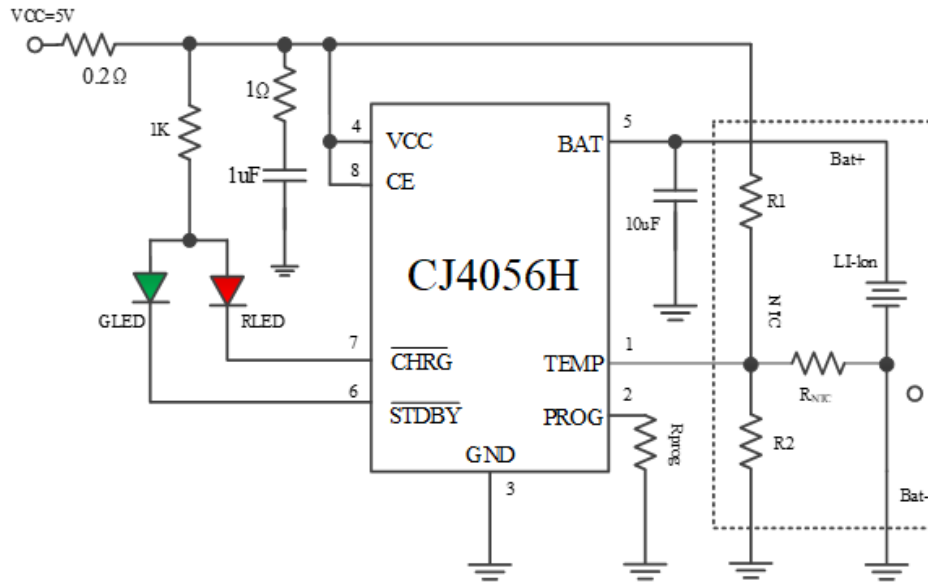 VCC=5V
0.2Ω
1K
1Ω
1uF
4
VCC
8
CE
5
BAT
10uF
Bat+
R1
LI-lon
CJ4056H
NTC
GLED
RLED
7
CHRG
6
STDBY
1
TEMP
2
PROG
Rprog
RNTC
R2
GND
3
Bat-